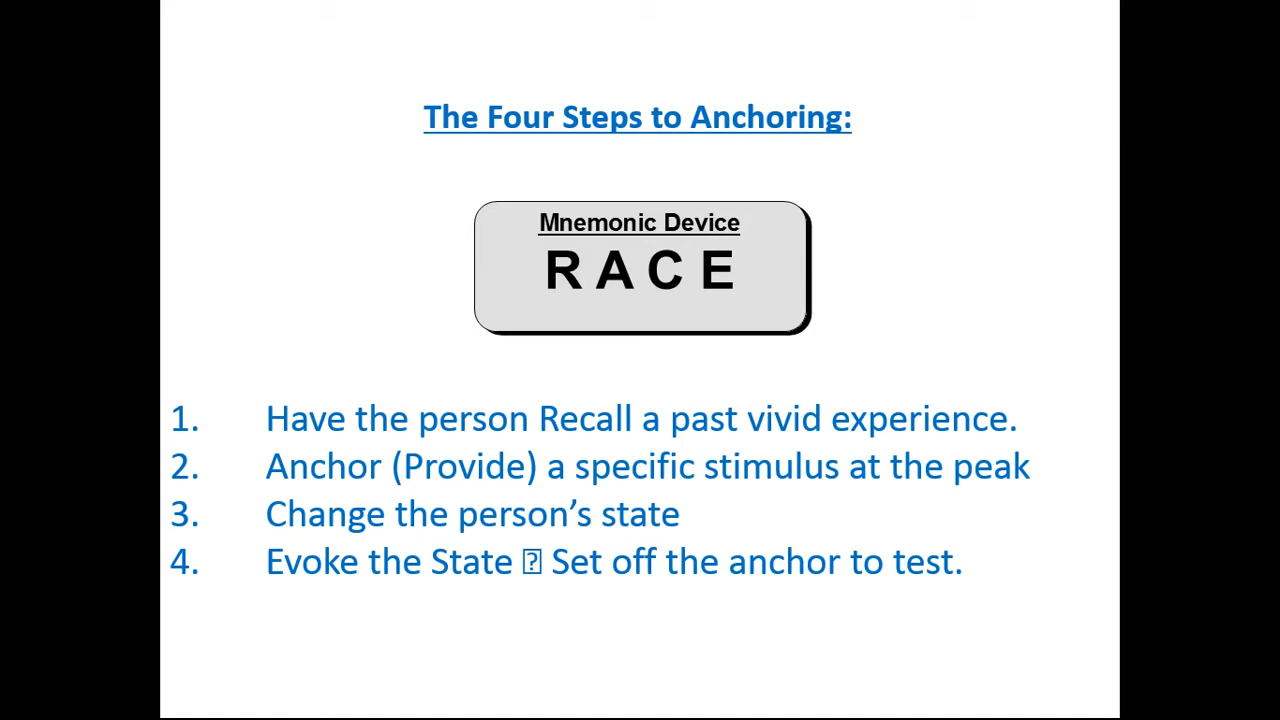 The Four Steps to Anchoring:
Mnemonic Device
R A C E
1. Have the person Recall a past vivid experience.
2. Anchor (Provide) a specific stimulus at the peak
3. Change the person’s state
4. Evoke the State ⍰ Set off the anchor to test.